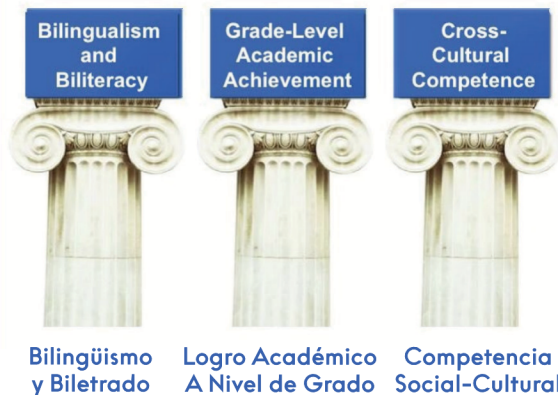 Bilingualism
and
Biliteracy
Grade-Level
Academic
Achievement
Cross-
Cultural
Competence
Bilingüismo
y Biletrado
Logro Académico
A Nivel de Grado
Competencia
Social-Cultural